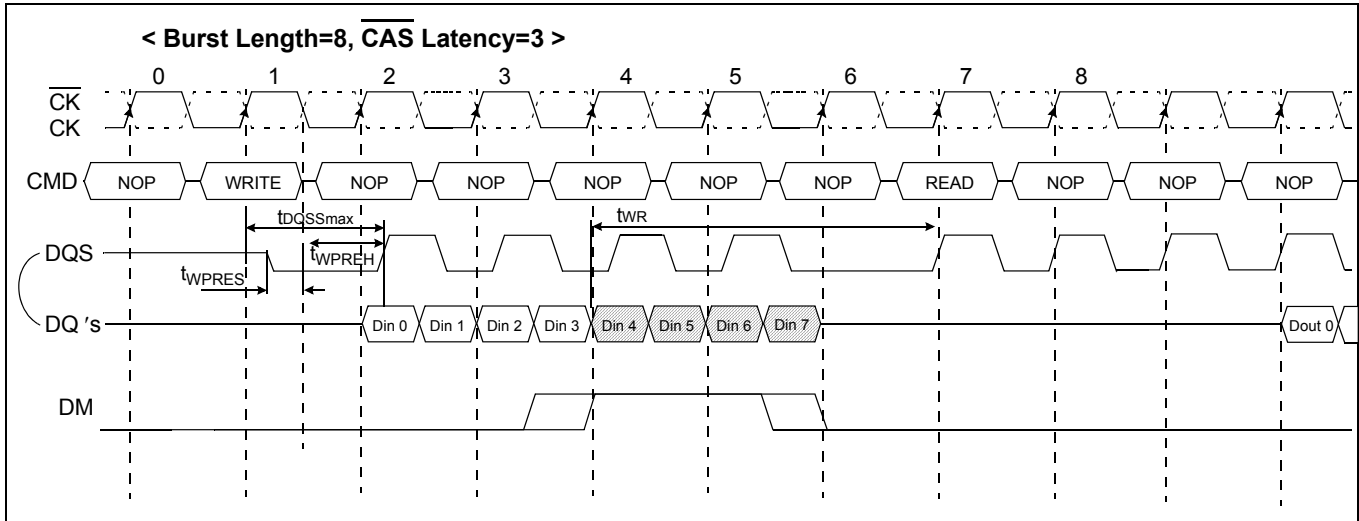 < Burst Length=8, CAS Latency=3 >
0 1 2 3 4 5 6 7 8
CK
CK
CMD NOP WRITE NOP NOP NOP NOP NOP READ NOP NOP NOP
tDQSSmax tWR
DQS tWPREH
tWPRES
DQ 's Din 0 Din 1 Din 2 Din 3 Din 4 Din 5 Din 6 Din 7 Dout 0
DM